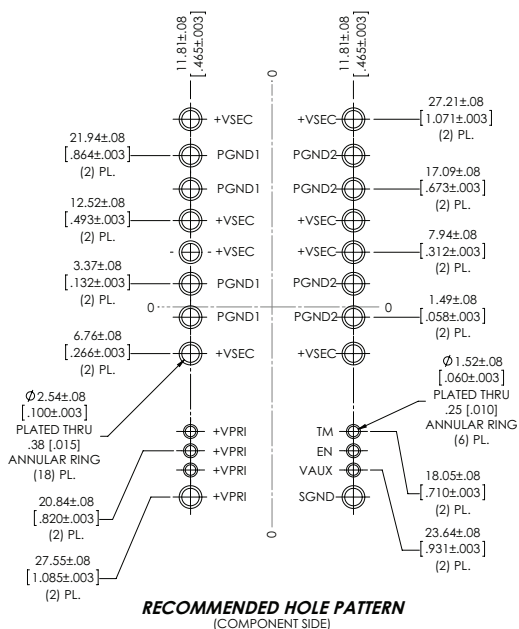 11.81±.08
[.465±.003]
11.81±.08
[.465±.003]
0
+VSEC
+VSEC
27.21±.08
[1.071±.003]
(2) PL.
21.94±.08
[.864±.003]
(2) PL.
PGND1
PGND2
PGND1
PGND2
17.09±.08
[.673±.003]
(2) PL.
12.52±.08
[.493±.003]
(2) PL.
+VSEC
+VSEC
+VSEC
+VSEC
7.94±.08
[.312±.003]
(2) PL.
3.37±.08
[.132±.003]
(2) PL.
PGND1
PGND2
0
0
PGND1
PGND2
1.49±.08
[.058±.003]
(2) PL.
6.76±.08
[.266±.003]
(2) PL.
+VSEC
+VSEC
Ø2.54±.08
[.100±.003]
PLATED THRU
.38 [.015]
ANNULAR RING
(18) PL.
Ø1.52±.08
[.060±.003]
PLATED THRU
.25 [.010]
ANNULAR RING
(6) PL.
+VPRI
TM
+VPRI
EN
+VPRI
VAUX
+VPRI
SGND
20.84±.08
[.820±.003]
(2) PL.
18.05±.08
[.710±.003]
(2) PL.
27.55±.08
[1.085±.003]
(2) PL.
23.64±.08
[.931±.003]
(2) PL.
0
RECOMMENDED HOLE PATTERN
(COMPONENT SIDE)